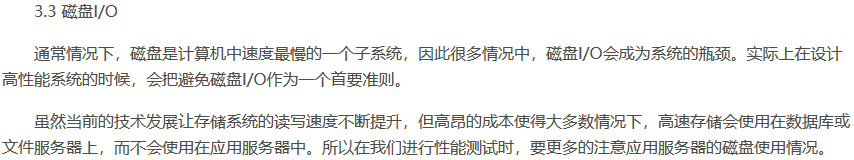 3.3 磁盘I/O
通常情况下，磁盘是计算机中速度最慢的一个子系统，因此很多情况中，磁盘I/O会成为系统的瓶颈。实际上在设计
高性能系统的时候，会把避免磁盘I/O作为一个首要准则。
虽然当前的技术发展让存储系统的读写速度不断提升，但高昂的成本使得大多数情况下，高速存储会使用在数据库或
文件服务器上，而不会使用在应用服务器中。所以在我们进行性能测试时，要更多的注意应用服务器的磁盘使用情况。